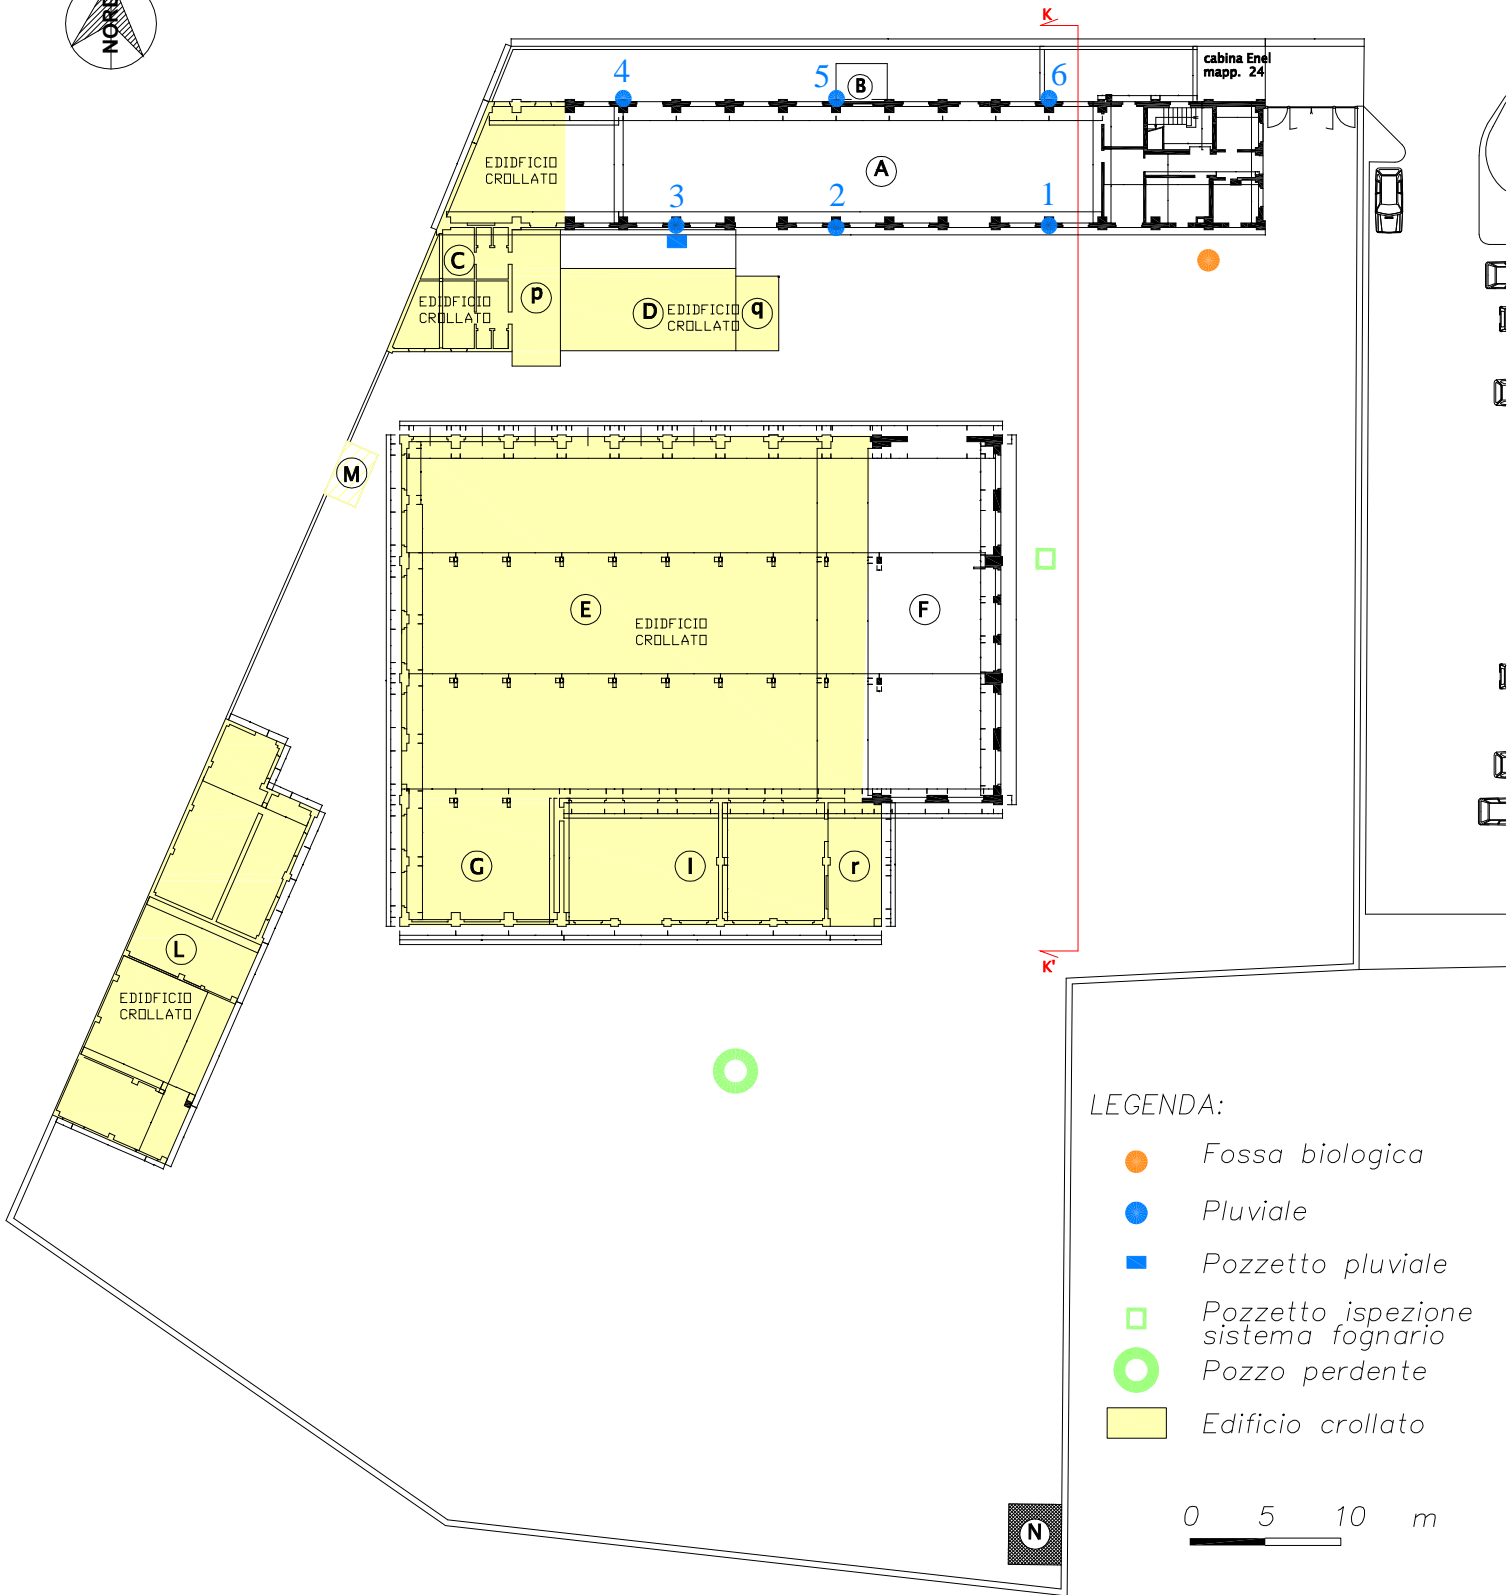 NORD
K
cabina Enel
mapp. 24
4
5
6
B
EDIDFICIO
CROLLATO
A
3
2
1
C
p
EDIDFICIO
CROLLATO
D
EDIDFICIO
CROLLATO
q
M
E
F
EDIDFICIO
CROLLATO
G
I
r
L
K'
EDIDFICIO
CROLLATO
LEGENDA:
Fossa biologica
Pluviale
Pozzetto pluviale
Pozzetto ispezione
sistema fognario
Pozzo perdente
Edificio crollato
0 5 10 m
N